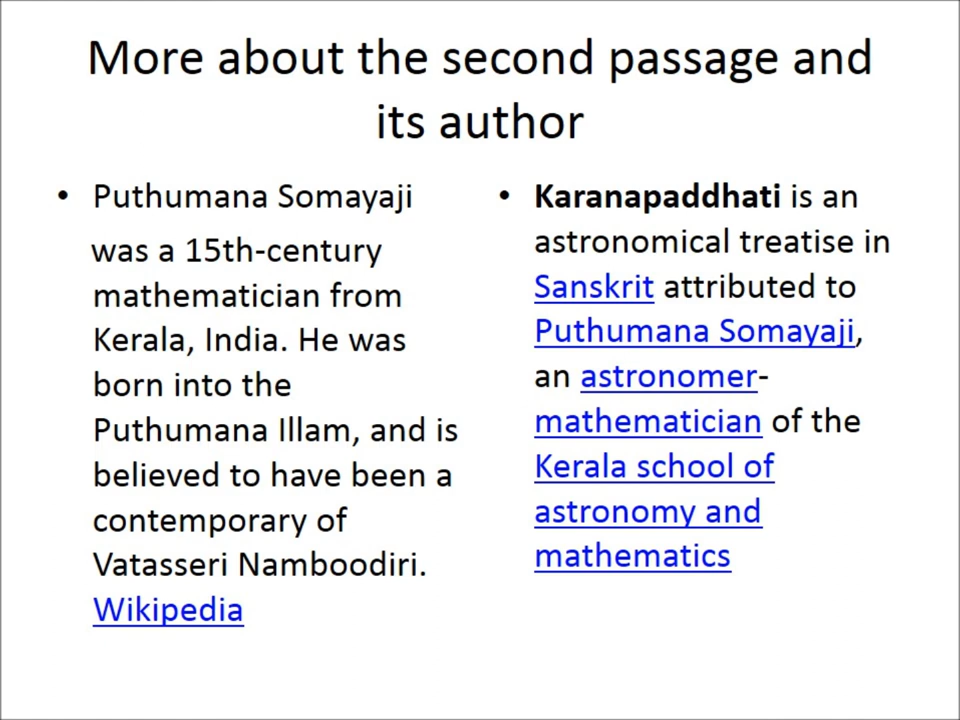 More about the second passage and
its author
• Puthumana Somayaji
was a 15th-century
mathematician from
Kerala, India. He was
born into the
Puthumana Illam, and is
believed to have been a
contemporary of
Vatasseri Namboodiri.
Wikipedia
• Karanapaddhati is an
astronomical treatise in
Sanskrit attributed to
Puthumana Somayaji,
an astronomer-
mathematician of the
Kerala school of
astronomy and
mathematics